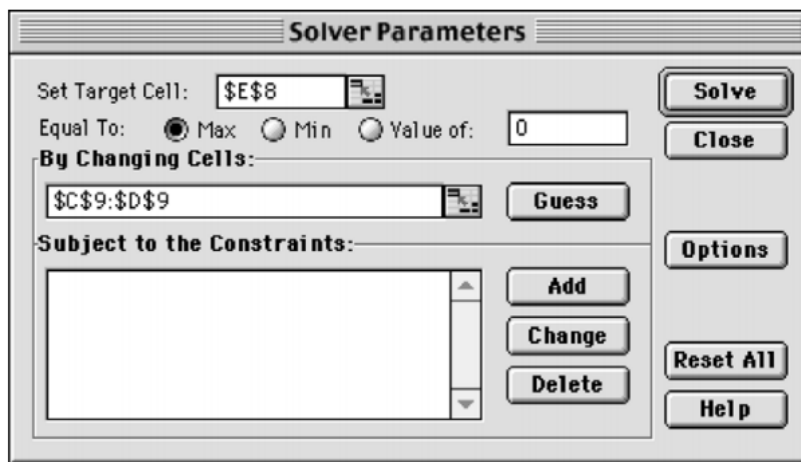 Solver Parameters
Set Target Cell: $E$8
Solve
Equal To: Max Min Value of: 0
Close
By Changing Cells:
$C$9:$D$9
Guess
Subject to the Constraints:
Options
Add
Change
Reset All
Delete
Help